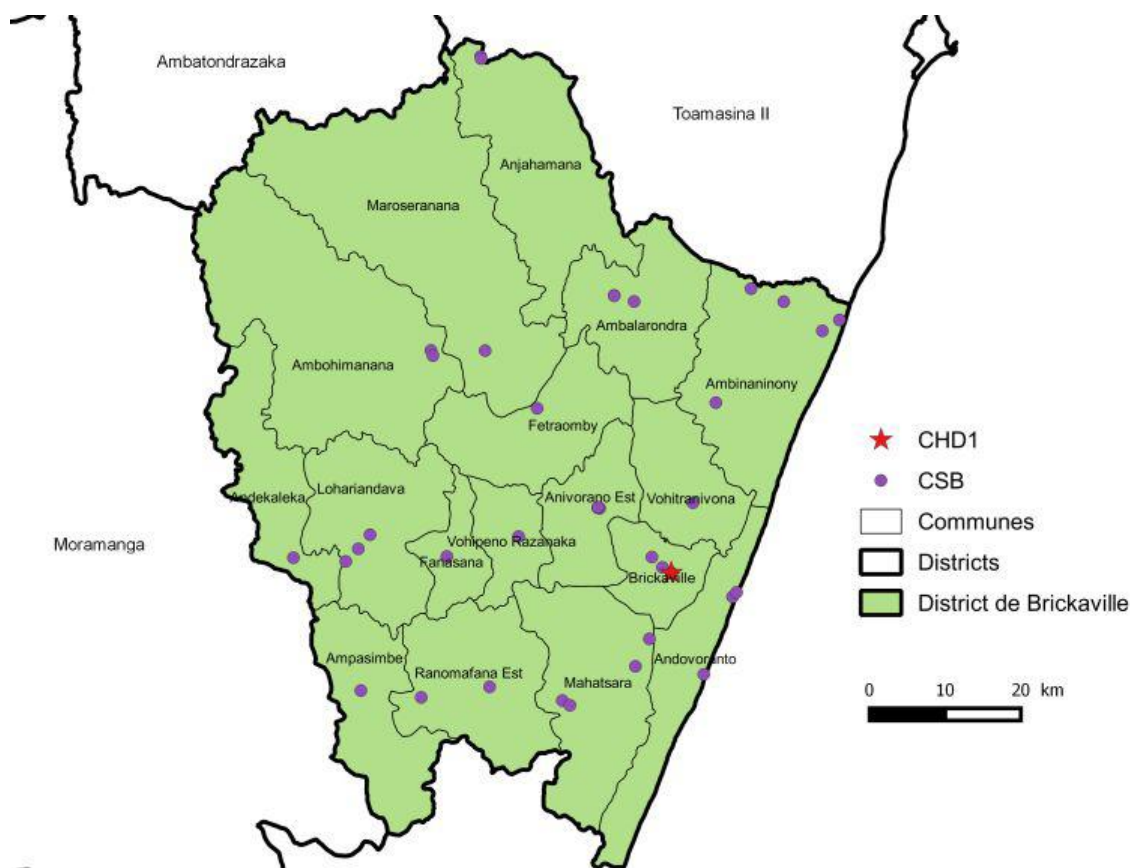 Ambatondrazaka
Toamasina II
Anjahamana
Maroseranana
Ambalarondra
Ambohimanana
Ambinaninony
Fetraomby
CHD1
CSB
Communes
Districts
District de Brickaville
Andekaleka
Lohariandava
Anivorano Est
Vohitranivona
Moramanga
Vohipeno Razanaka
Fanasana
Brickaville
Ampasimbe
Ranomafana Est
Mahatsara
Andovoranto
0 10 20 km